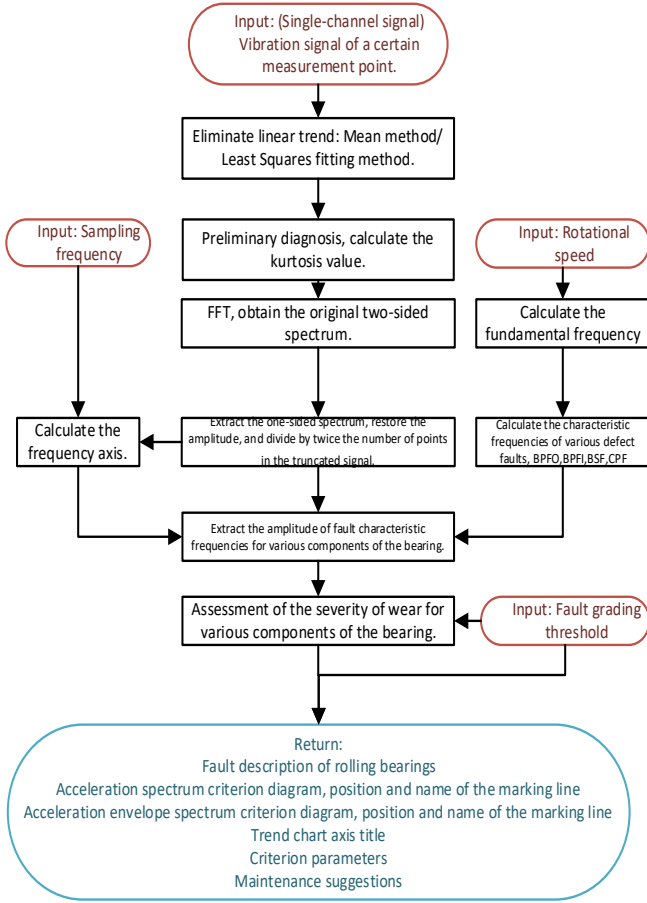 Input: (Single-channel signal)
Vibration signal of a certain
measurement point.
Eliminate linear trend: Mean method/
Least Squares fitting method.
Input: Sampling
frequency
Preliminary diagnosis, calculate the
kurtosis value.
Input: Rotational
speed
FFT, obtain the original two-sided
spectrum.
Calculate the
fundamental frequency
Calculate the
frequency axis.
Extract the one-sided spectrum, restore the
amplitude, and divide by twice the number of points
in the truncated signal.
Calculate the characteristic
frequencies of various defect
faults, BPFO,BPFI,BSF,CPF
Extract the amplitude of fault characteristic
frequencies for various components of the bearing.
Assessment of the severity of wear for
various components of the bearing.
Input: Fault grading
threshold
Return:
Fault description of rolling bearings
Acceleration spectrum criterion diagram, position and name of the marking line
Acceleration envelope spectrum criterion diagram, position and name of the marking line
Trend chart axis title
Criterion parameters
Maintenance suggestions